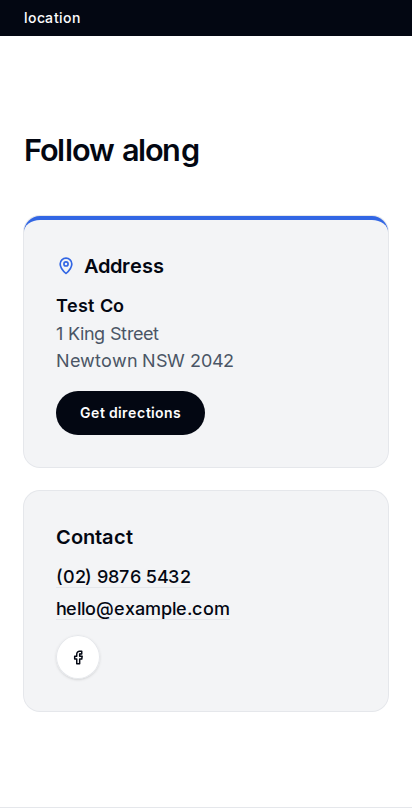 location
Follow along
Address
Test Co
1 King Street
Newtown NSW 2042
Get directions
Contact
(02) 9876 5432
hello@example.com